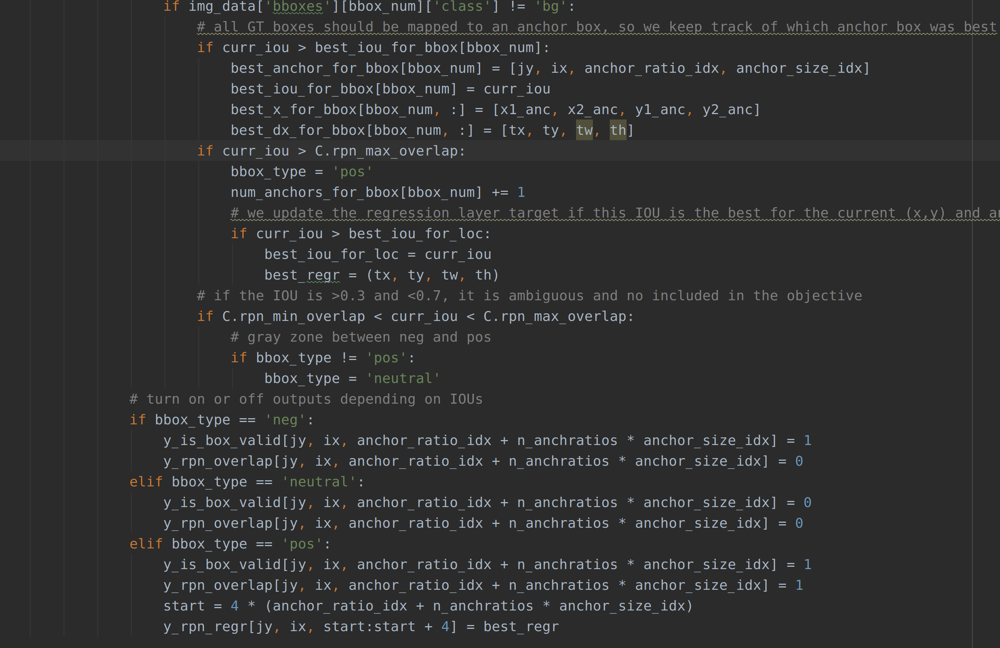 if img_data['bboxes'][bbox_num]['class'] != 'bg':
# all GT boxes should be mapped to an anchor box, so we keep track of which anchor box was best
if curr_iou > best_iou_for_bbox[bbox_num]:
best_anchor_for_bbox[bbox_num] = [jy, ix, anchor_ratio_idx, anchor_size_idx]
best_iou_for_bbox[bbox_num] = curr_iou
best_x_for_bbox[bbox_num, :] = [x1_anc, x2_anc, y1_anc, y2_anc]
best_dx_for_bbox[bbox_num, :] = [tx, ty, tw, th]
if curr_iou > C.rpn_max_overlap:
bbox_type = 'pos'
num_anchors_for_bbox[bbox_num] += 1
# we update the regression layer target if this IOU is the best for the current (x,y) and
if curr_iou > best_iou_for_loc:
best_iou_for_loc = curr_iou
best_regr = (tx, ty, tw, th)
# if the IOU is >0.3 and <0.7, it is ambiguous and no included in the objective
if C.rpn_min_overlap < curr_iou < C.rpn_max_overlap:
# gray zone between neg and pos
if bbox_type != 'pos':
bbox_type = 'neutral'
# turn on or off outputs depending on IOUs
if bbox_type == 'neg':
y_is_box_valid[jy, ix, anchor_ratio_idx + n_anchratios * anchor_size_idx] = 1
y_rpn_overlap[jy, ix, anchor_ratio_idx + n_anchratios * anchor_size_idx] = 0
elif bbox_type == 'neutral':
y_is_box_valid[jy, ix, anchor_ratio_idx + n_anchratios * anchor_size_idx] = 0
y_rpn_overlap[jy, ix, anchor_ratio_idx + n_anchratios * anchor_size_idx] = 0
elif bbox_type == 'pos':
y_is_box_valid[jy, ix, anchor_ratio_idx + n_anchratios * anchor_size_idx] = 1
y_rpn_overlap[jy, ix, anchor_ratio_idx + n_anchratios * anchor_size_idx] = 1
start = 4 * (anchor_ratio_idx + n_anchratios * anchor_size_idx)
y_rpn_regr[jy, ix, start:start + 4] = best_regr